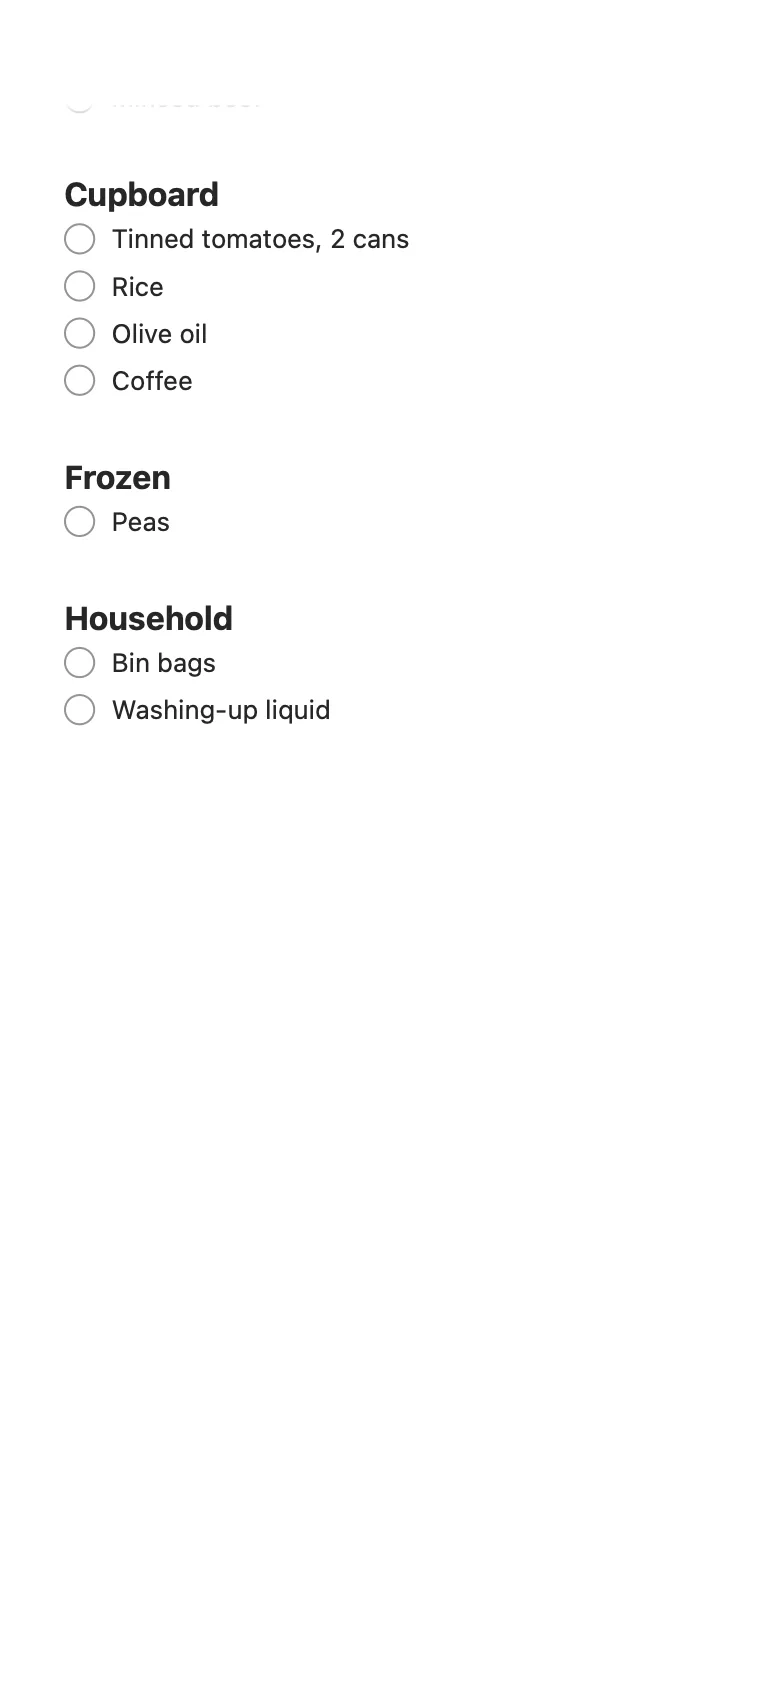 Cupboard
Tinned tomatoes, 2 cans
Rice
Olive oil
Coffee
Frozen
Peas
Household
Bin bags
Washing-up liquid